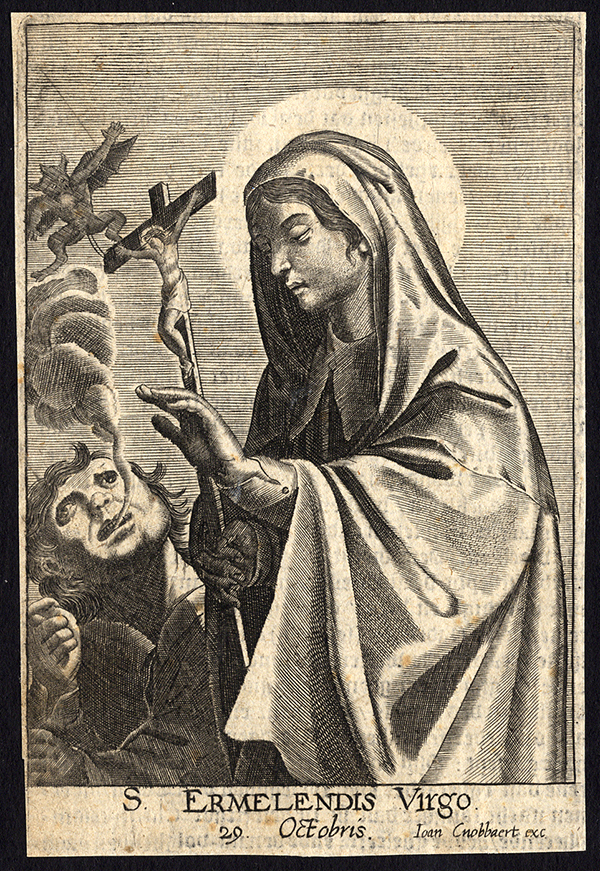 S. ERMELENDIS Virgo.
29. Octobris. Ioan Cnobbaert exc